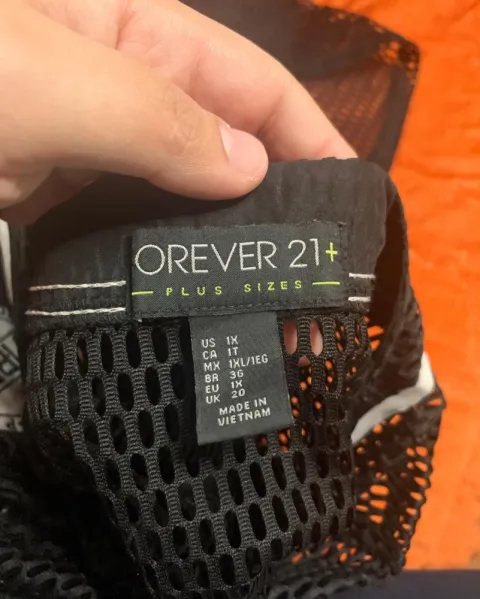 OREVER 21+
PLUS SIZES
US 1X
CA 1T
MX 1XL/1EG
BR 3G
EU 1X
UK 20
MADE IN
VIETNAM